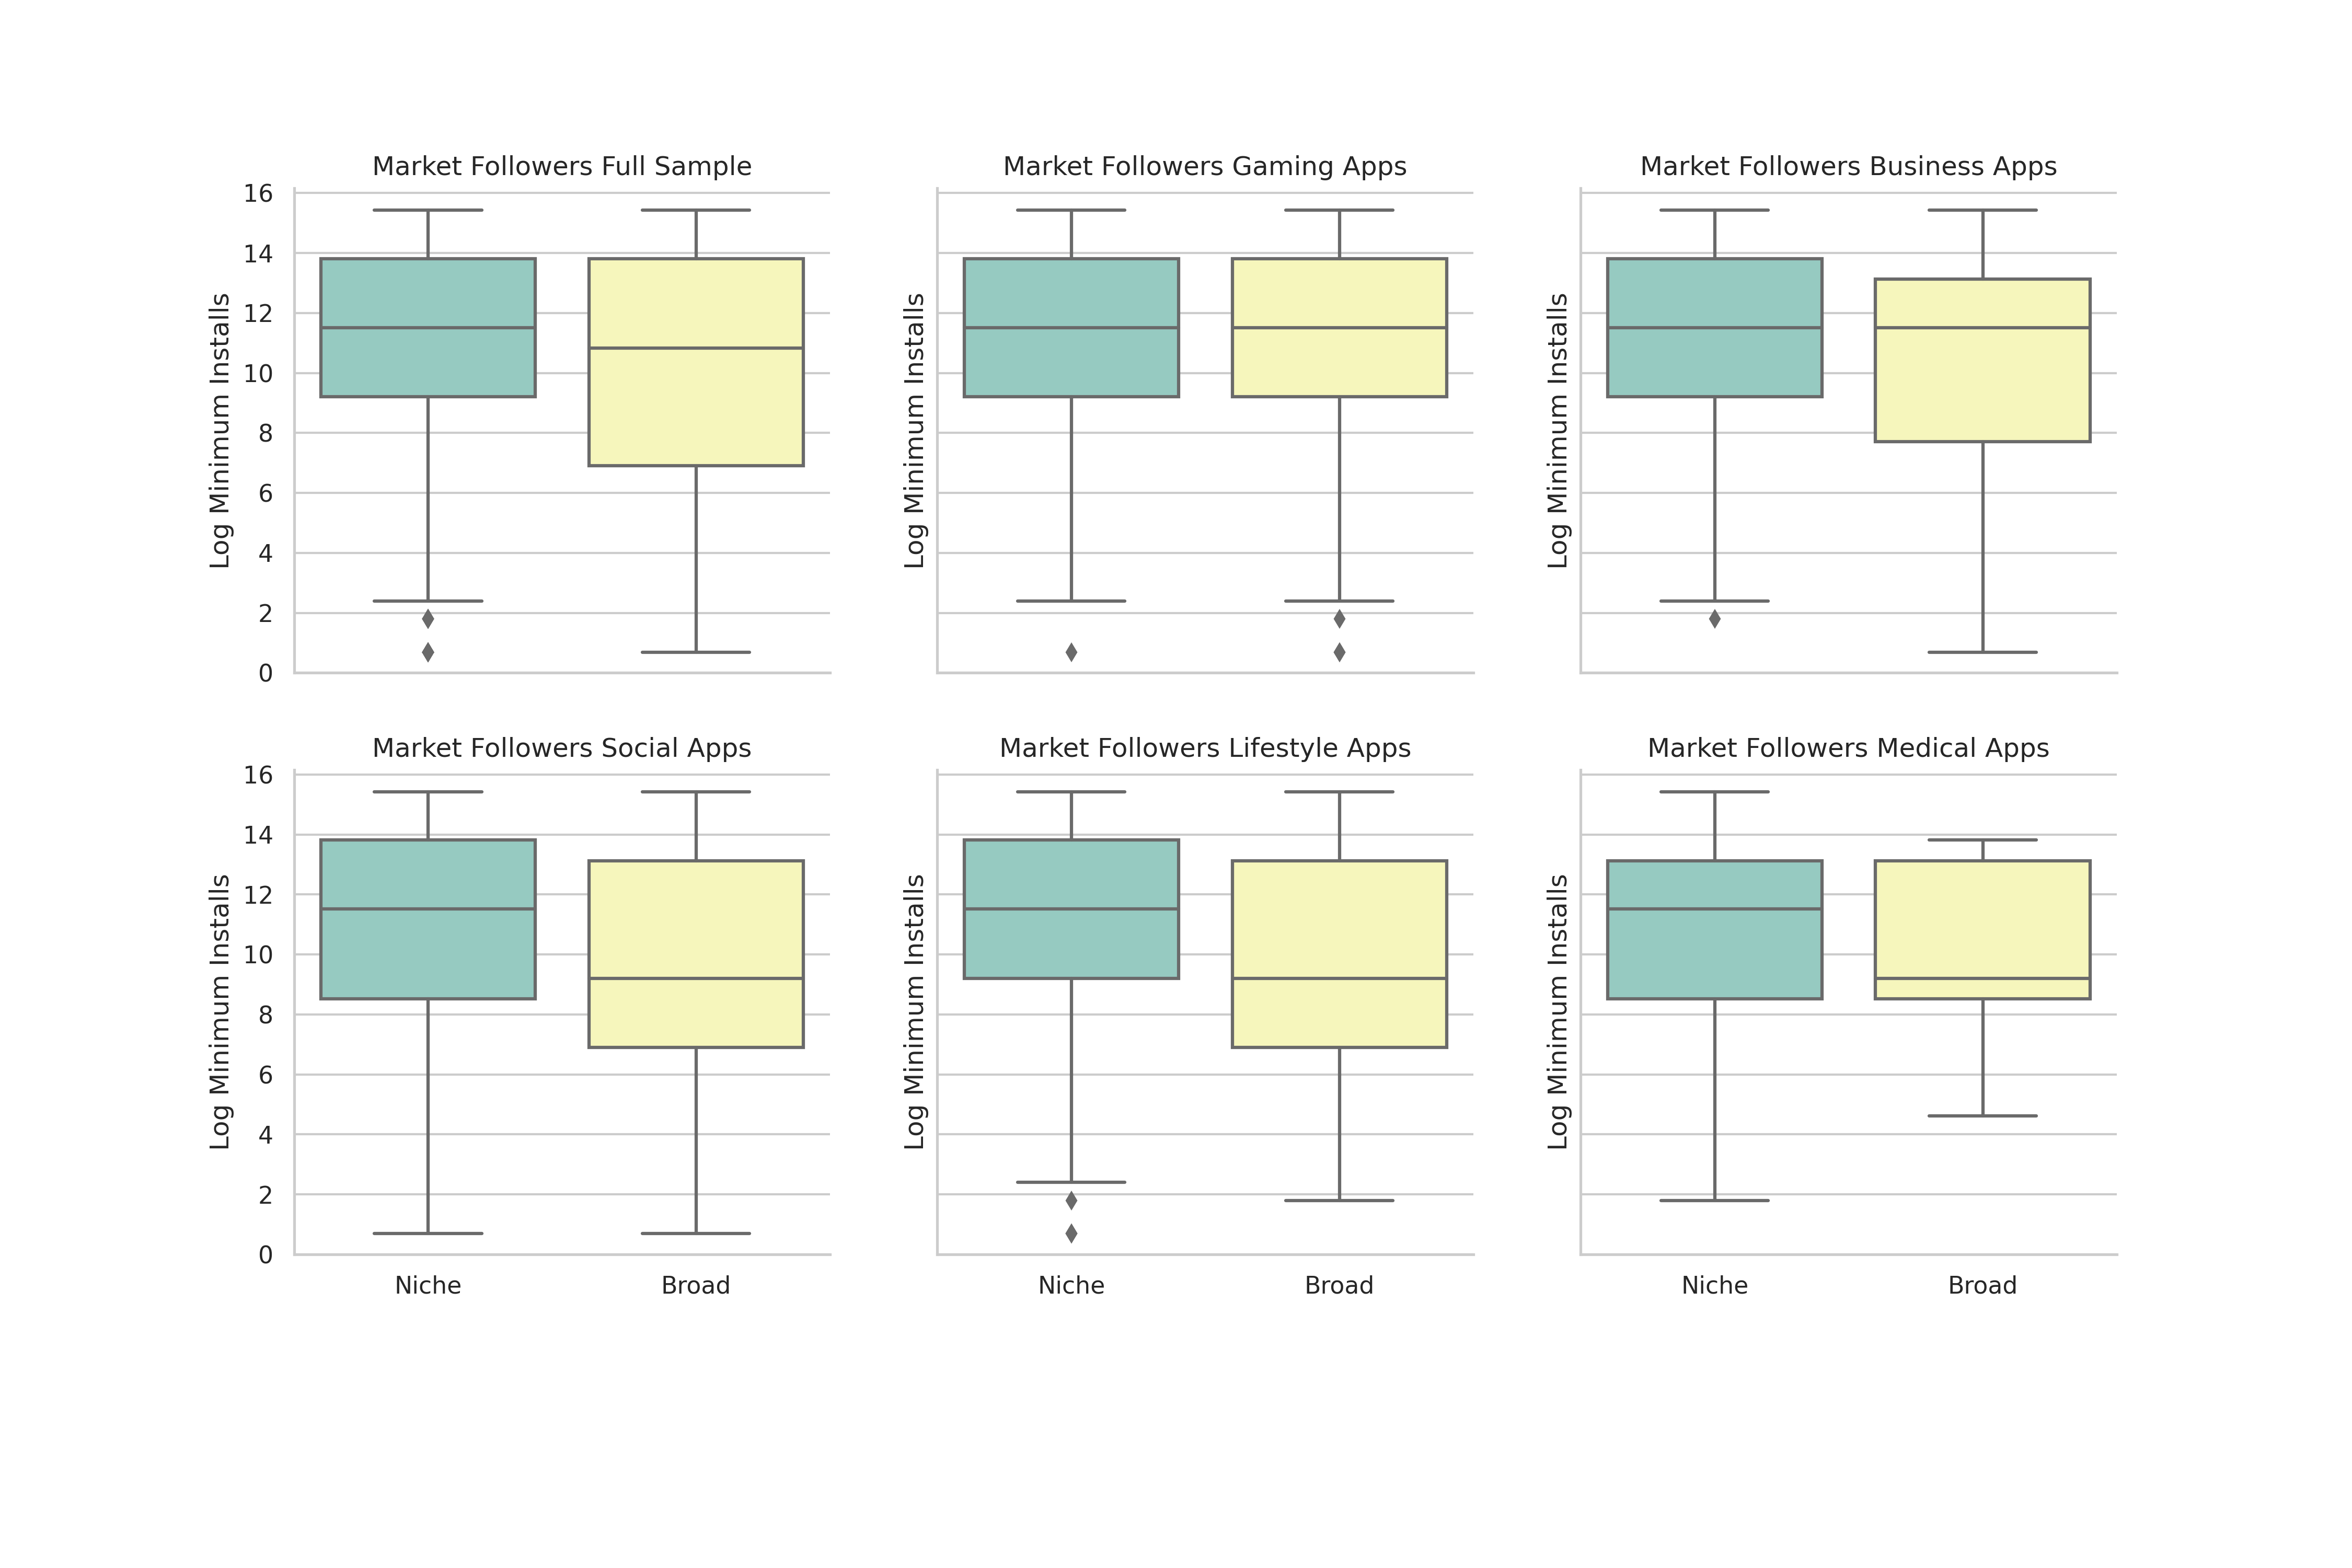 Market Followers Full Sample
Market Followers Gaming Apps
Market Followers Business Apps
Log Minimum Installs
16
14
12
10
8
6
4
2
0
Log Minimum Installs
Log Minimum Installs
Market Followers Social Apps
Market Followers Lifestyle Apps
Market Followers Medical Apps
Log Minimum Installs
16
14
12
10
8
6
4
2
0
Log Minimum Installs
Log Minimum Installs
Niche
Broad
Niche
Broad
Niche
Broad